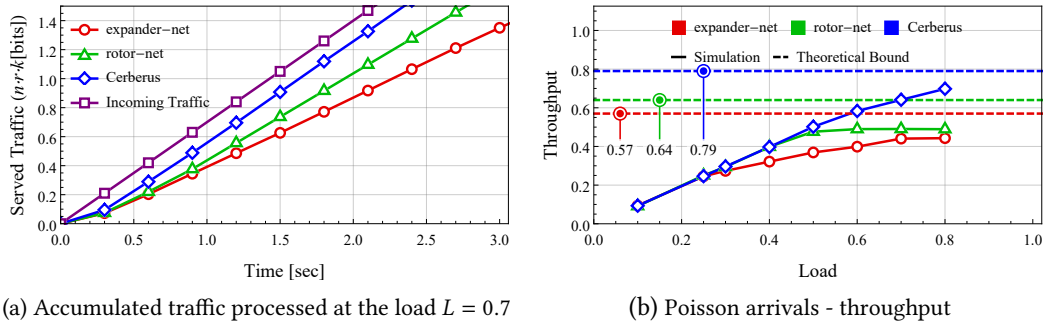 1.4
1.2
1.0
0.8
0.6
0.4
0.2
0.0
Served Traffic (n·r·k[bits])
expander−net
rotor−net
Cerberus
Incoming Traffic
0.0 0.5 1.0 1.5 2.0 2.5 3.0
Time [sec]
(a) Accumulated traffic processed at the load L = 0.7
1.0
0.8
0.6
0.4
0.2
0.0
Throughput
expander−net rotor−net Cerberus
Simulation Theoretical Bound
0.57 0.64 0.79
0.0 0.2 0.4 0.6 0.8 1.0
Load
(b) Poisson arrivals - throughput